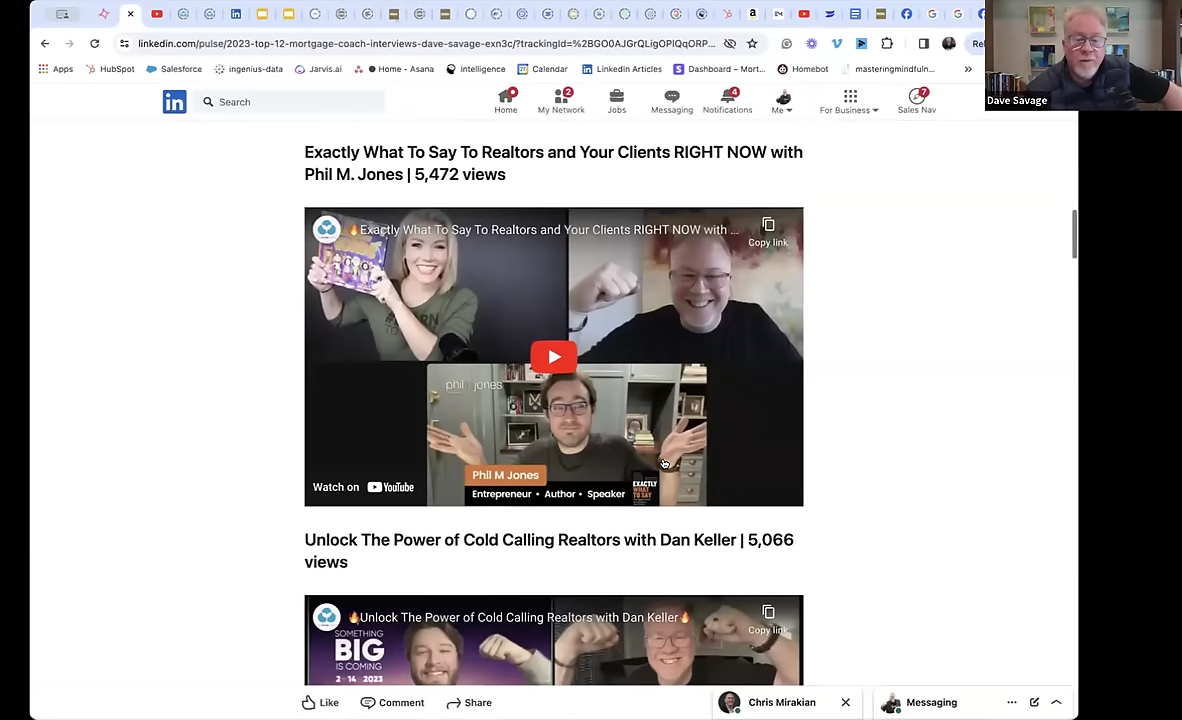 linkedin.com/pulse/2023-top-12-mortgage-coach-interviews-dave-savage-exn3c/?trackingId=%2BGO0AJGrQLigOPIQqORP...
Apps HubSpot Salesforce ingenius-data Jarvis.ai Home – Asana Intelligence Calendar LinkedIn Articles Dashboard – Mort... Homebot masteringmindfuln... »
Dave Savage
in Search
Home My Network Jobs Messaging Notifications Me For Business Sales Nav
2 4 7
Exactly What To Say To Realtors and Your Clients RIGHT NOW with
Phil M. Jones | 5,472 views
🔥Exactly What To Say To Realtors and Your Clients RIGHT NOW with ...
Copy link
phil m jones
Phil M Jones
Entrepreneur • Author • Speaker
EXACTLY
WHAT
TO SAY
Watch on YouTube
Unlock The Power of Cold Calling Realtors with Dan Keller | 5,066
views
🔥Unlock The Power of Cold Calling Realtors with Dan Keller🔥
Copy link
SOMETHING
BIG
IS COMING
2-14-2023
Like Comment Share
Chris Mirakian
Messaging